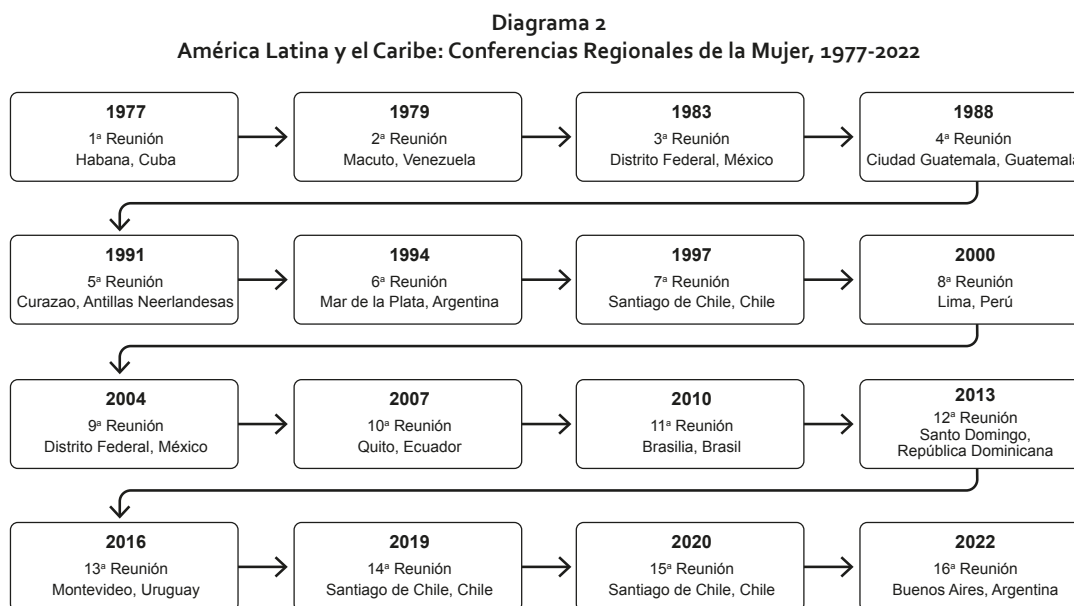 Diagrama 2
América Latina y el Caribe: Conferencias Regionales de la Mujer, 1977-2022
1977
1ª Reunión
Habana, Cuba
1979
2ª Reunión
Macuto, Venezuela
1983
3ª Reunión
Distrito Federal, México
1988
4ª Reunión
Ciudad Guatemala, Guatemala
1991
5ª Reunión
Curazao, Antillas Neerlandesas
1994
6ª Reunión
Mar de la Plata, Argentina
1997
7ª Reunión
Santiago de Chile, Chile
2000
8ª Reunión
Lima, Perú
2004
9ª Reunión
Distrito Federal, México
2007
10ª Reunión
Quito, Ecuador
2010
11ª Reunión
Brasilia, Brasil
2013
12ª Reunión
Santo Domingo,
República Dominicana
2016
13ª Reunión
Montevideo, Uruguay
2019
14ª Reunión
Santiago de Chile, Chile
2020
15ª Reunión
Santiago de Chile, Chile
2022
16ª Reunión
Buenos Aires, Argentina